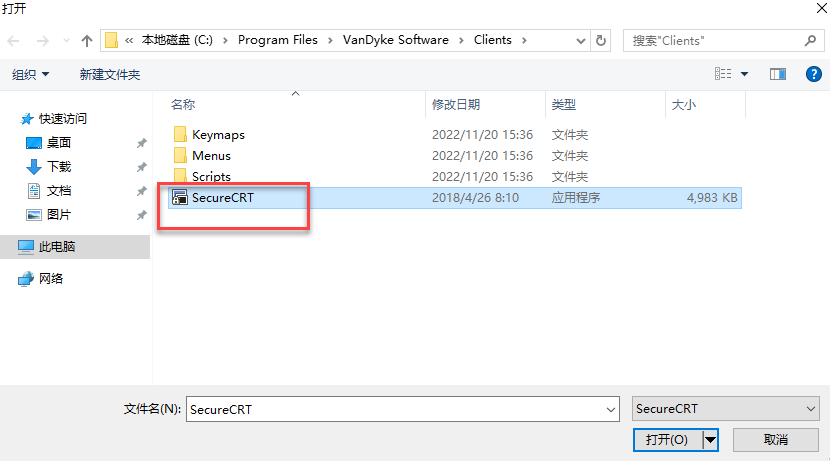 打开
« 本地磁盘 (C:) › Program Files › VanDyke Software › Clients › 搜索"Clients"
组织 新建文件夹
名称 修改日期 类型 大小
快速访问
桌面
下载
文档
图片
此电脑
网络
Keymaps 2022/11/20 15:36 文件夹
Menus 2022/11/20 15:36 文件夹
Scripts 2022/11/20 15:36 文件夹
SecureCRT 2018/4/26 8:10 应用程序 4,983 KB
文件名(N): SecureCRT SecureCRT
打开(O) 取消